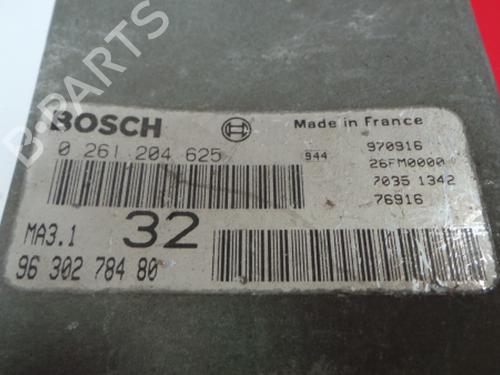 B-PARTS
BOSCH
Made in France
0 261 204 625
944
970916
26FM0000
7035 1342
76916
MA3.1
32
96 302 784 80